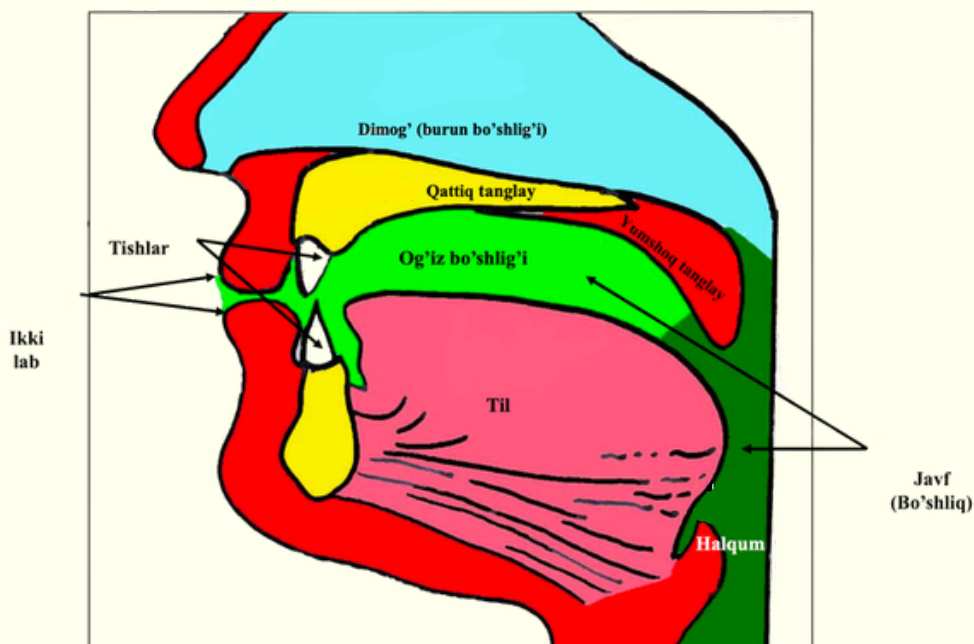 Dimog’ (burun bo’shlig’i)
Qattiq tanglay
Yumshoq tanglay
Tishlar
Og’iz bo’shlig’i
Ikki
lab
Til
Javf
(Bo’shliq)
Halqum